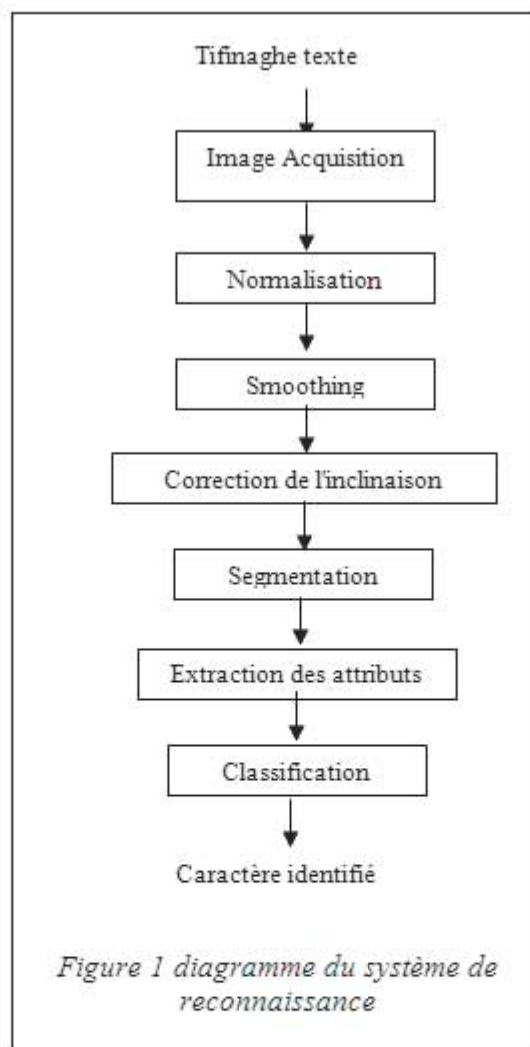 Tifinaghe texte
Image Acquisition
Normalisation
Smoothing
Correction de l'inclinaison
Segmentation
Extraction des attributs
Classification
Caractère identifié
Figure 1 diagramme du système de
reconnaissance